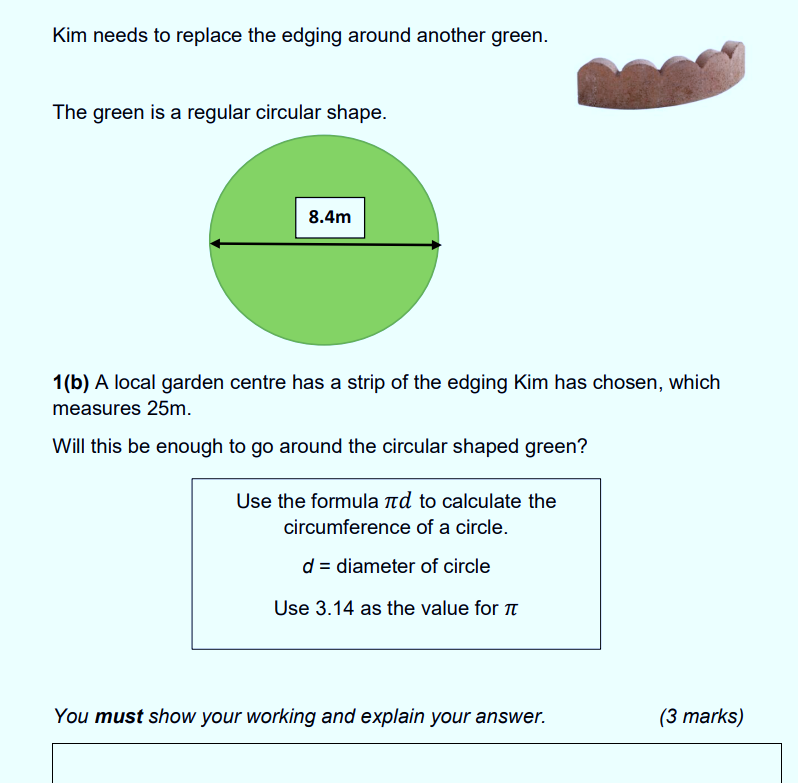 Kim needs to replace the edging around another green.
The green is a regular circular shape.
8.4m
1(b) A local garden centre has a strip of the edging Kim has chosen, which
measures 25m.
Will this be enough to go around the circular shaped green?
Use the formula 𝜋𝑑 to calculate the
circumference of a circle.
d = diameter of circle
Use 3.14 as the value for 𝜋
You must show your working and explain your answer. (3 marks)